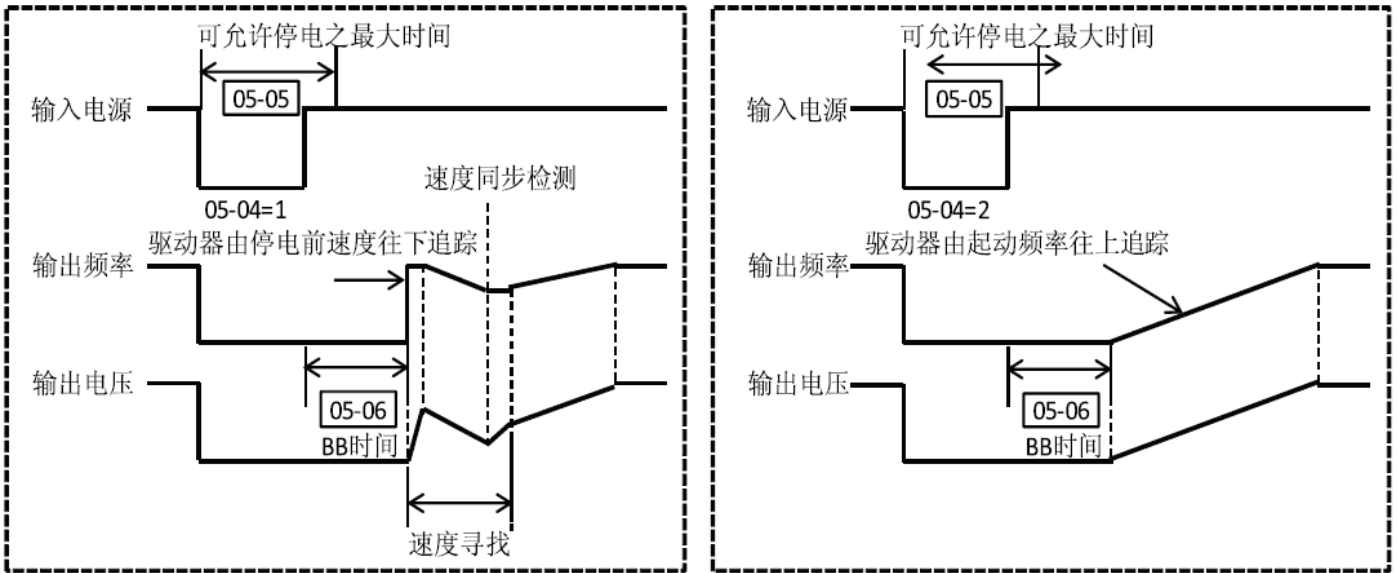 可允许停电之最大时间
05-05
输入电源
速度同步检测
05-04=1
驱动器由停电前速度往下追踪
输出频率
输出电压
05-06
BB时间
速度寻找
可允许停电之最大时间
05-05
输入电源
05-04=2
驱动器由起动频率往上追踪
输出频率
输出电压
05-06
BB时间